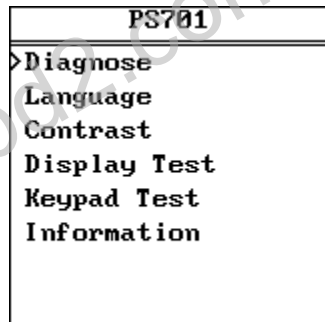 PS701
>Diagnose
Language
Contrast
Display Test
Keypad Test
Information